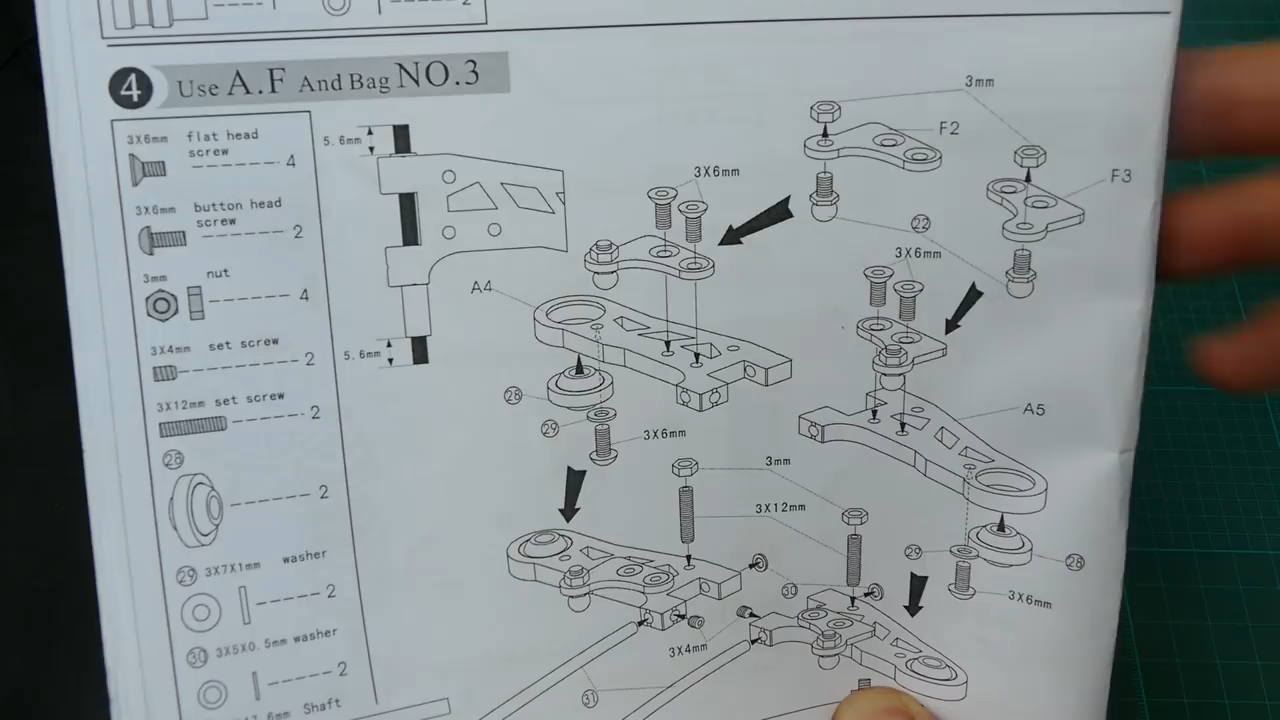 2
4 Use A.F And Bag NO.3
3X6mm flat head
screw
4
3X6mm button head
screw
2
3mm nut
4
3X4mm set screw
2
3X12mm set screw
2
28
2
29 3X7X1mm washer
2
30 3X5X0.5mm washer
2
Shaft
5.6mm
5.6mm
3mm
F2
F3
3X6mm
22
3X6mm
A4
28
29
3X6mm
A5
3mm
3X12mm
29
28
3X6mm
30
3X4mm
31